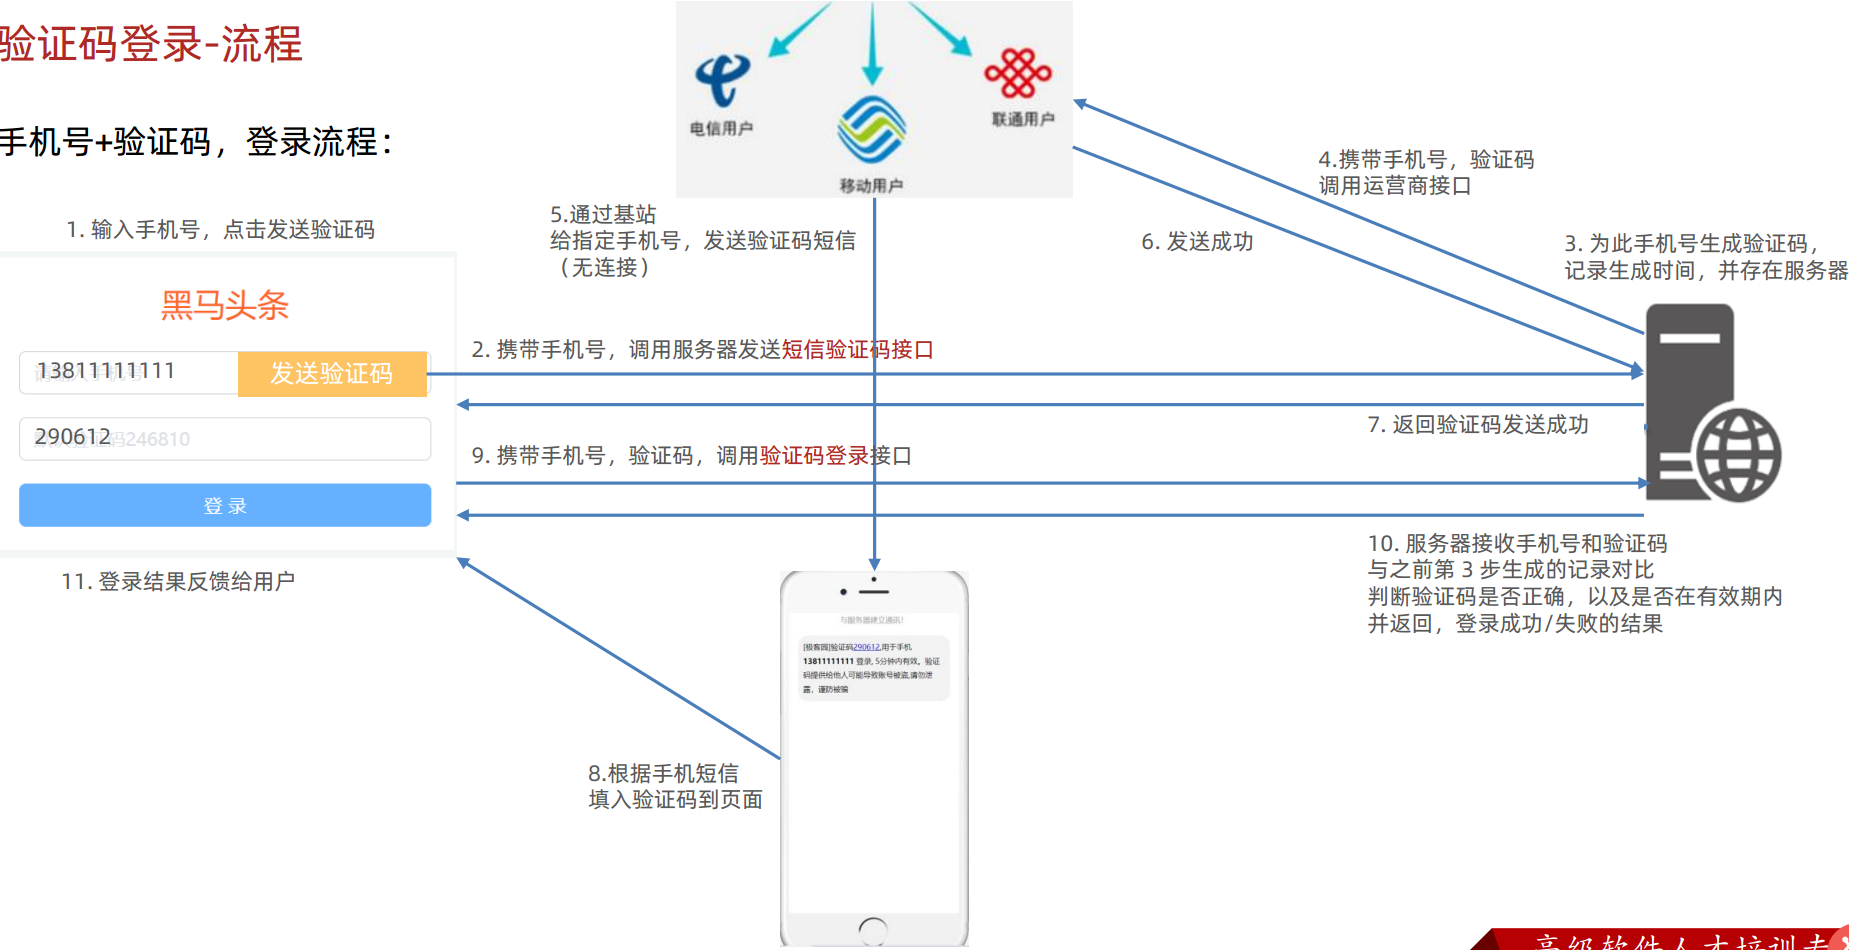 验证码登录-流程
手机号+验证码，登录流程：
电信用户
移动用户
联通用户
4.携带手机号，验证码
调用运营商接口
1. 输入手机号，点击发送验证码
5.通过基站
给指定手机号，发送验证码短信
（无连接）
6. 发送成功
3. 为此手机号生成验证码，
记录生成时间，并存在服务器
黑马头条
13811111111
发送验证码
2. 携带手机号，调用服务器发送短信验证码接口
290612
码246810
7. 返回验证码发送成功
9. 携带手机号，验证码，调用验证码登录接口
登 录
11. 登录结果反馈给用户
10. 服务器接收手机号和验证码
与之前第 3 步生成的记录对比
判断验证码是否正确，以及是否在有效期内
并返回，登录成功/失败的结果
与服务器建立通讯!
[极客园]验证码290612,用于手机
13811111111 登录, 5分钟内有效。验证
码提供给他人可能导致账号被盗,请勿泄
露，谨防被骗
8.根据手机短信
填入验证码到页面
高级软件人才培训专